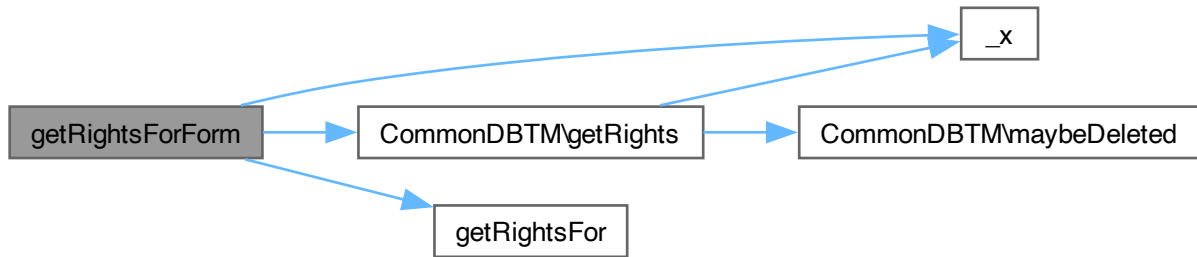 _x
getRightsForForm
CommonDBTM\getRights
CommonDBTM\maybeDeleted
getRightsFor